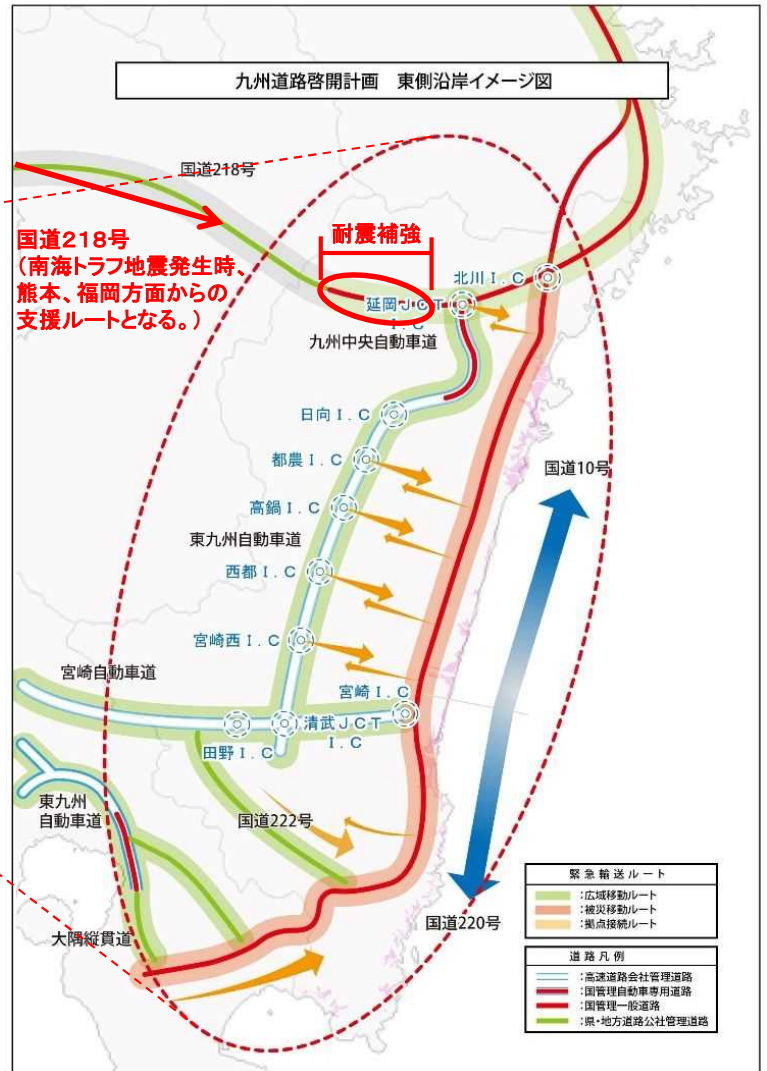 九州道路啓開計画　東側沿岸イメージ図
国道218号
国道218号
（南海トラフ地震発生時、
熊本、福岡方面からの
支援ルートとなる。）
耐震補強
北川Ｉ.Ｃ
延岡ＪＣＴ
Ｉ.Ｃ
九州中央自動車道
日向Ｉ.Ｃ
都農Ｉ.Ｃ
国道10号
高鍋Ｉ.Ｃ
東九州自動車道
西都Ｉ.Ｃ
宮崎西Ｉ.Ｃ
宮崎自動車道
宮崎Ｉ.Ｃ
清武ＪＣＴ
Ｉ.Ｃ
田野Ｉ.Ｃ
東九州
自動車道
国道222号
大隅縦貫道
国道220号
緊急輸送ルート
：広域移動ルート
：被災移動ルート
：拠点接続ルート
道路凡例
：高速道路会社管理道路
：国管理自動車専用道路
：国管理一般道路
：県・地方道路公社管理道路